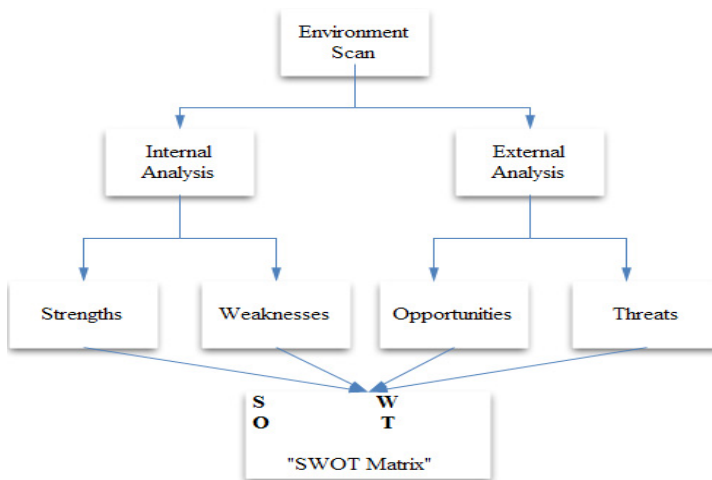 Environment
Scan
Internal
Analysis
External
Analysis
Strengths
Weaknesses
Opportunities
Threats
S W
O T
"SWOT Matrix"